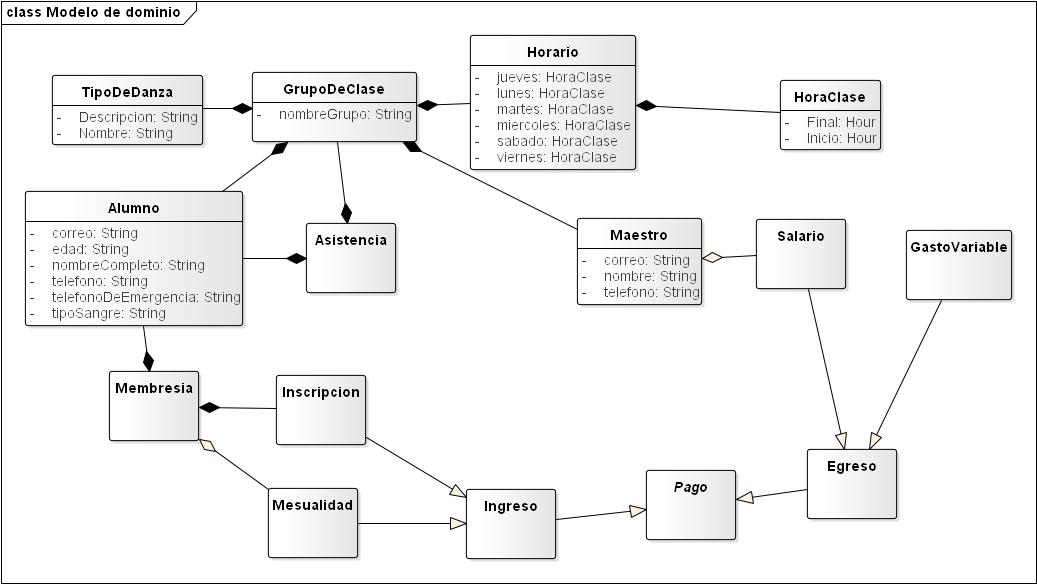 class Modelo de dominio
TipoDeDanza
- Descripcion: String
- Nombre: String
GrupoDeClase
- nombreGrupo: String
Horario
- jueves: HoraClase
- lunes: HoraClase
- martes: HoraClase
- miercoles: HoraClase
- sabado: HoraClase
- viernes: HoraClase
HoraClase
- Final: Hour
- Inicio: Hour
Alumno
- correo: String
- edad: String
- nombreCompleto: String
- telefono: String
- telefonoDeEmergencia: String
- tipoSangre: String
Asistencia
Maestro
- correo: String
- nombre: String
- telefono: String
Salario
GastoVariable
Membresia
Inscripcion
Mesualidad
Ingreso
Pago
Egreso